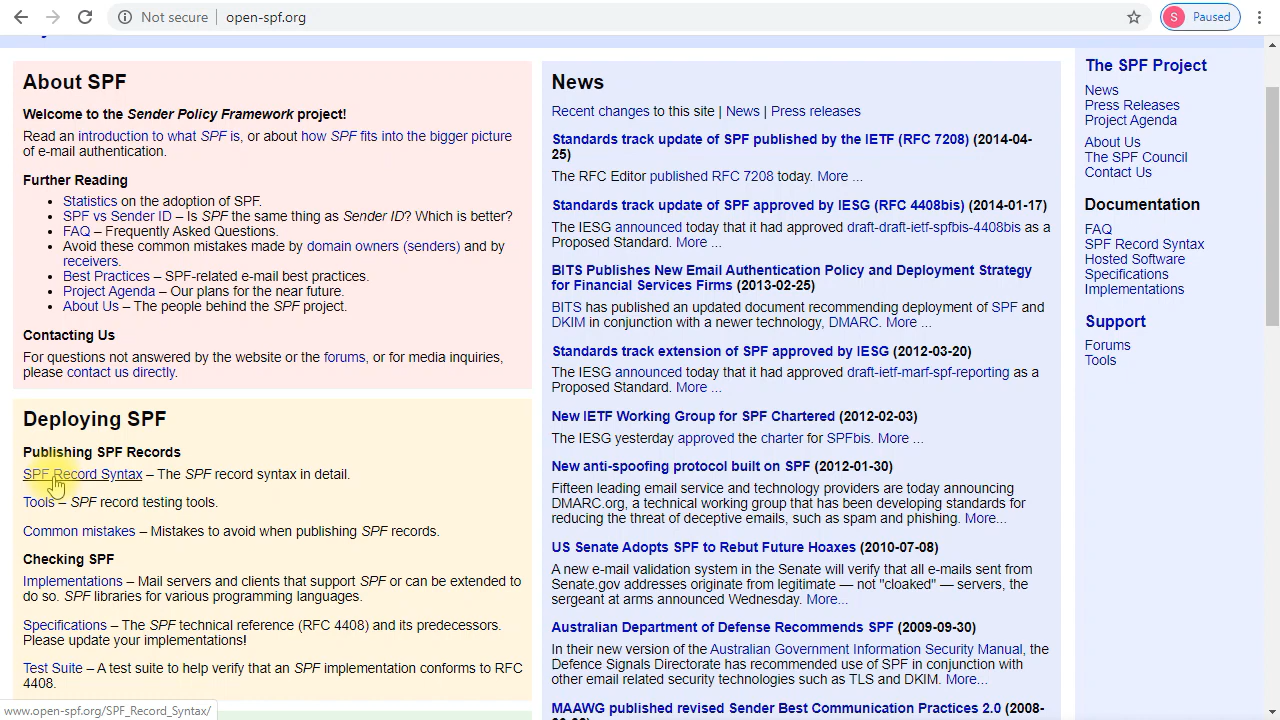 Not secure
open-spf.org
S
Paused
About SPF
Welcome to the Sender Policy Framework project!
Read an introduction to what SPF is, or about how SPF fits into the bigger picture
of e-mail authentication.
Further Reading
• Statistics on the adoption of SPF.
• SPF vs Sender ID – Is SPF the same thing as Sender ID? Which is better?
• FAQ – Frequently Asked Questions.
• Avoid these common mistakes made by domain owners (senders) and by
receivers.
• Best Practices – SPF-related e-mail best practices.
• Project Agenda – Our plans for the near future.
• About Us – The people behind the SPF project.
Contacting Us
For questions not answered by the website or the forums, or for media inquiries,
please contact us directly.
Deploying SPF
Publishing SPF Records
SPF Record Syntax – The SPF record syntax in detail.
Tools – SPF record testing tools.
Common mistakes – Mistakes to avoid when publishing SPF records.
Checking SPF
Implementations – Mail servers and clients that support SPF or can be extended to
do so. SPF libraries for various programming languages.
Specifications – The SPF technical reference (RFC 4408) and its predecessors.
Please update your implementations!
Test Suite – A test suite to help verify that an SPF implementation conforms to RFC
4408.
www.open-spf.org/SPF_Record_Syntax/
News
Recent changes to this site | News | Press releases
Standards track update of SPF published by the IETF (RFC 7208) (2014-04-
25)
The RFC Editor published RFC 7208 today. More ...
Standards track update of SPF approved by IESG (RFC 4408bis) (2014-01-17)
The IESG announced today that it had approved draft-draft-ietf-spfbis-4408bis as a
Proposed Standard. More ...
BITS Publishes New Email Authentication Policy and Deployment Strategy
for Financial Services Firms (2013-02-25)
BITS has published an updated document recommending deployment of SPF and
DKIM in conjunction with a newer technology, DMARC. More ...
Standards track extension of SPF approved by IESG (2012-03-20)
The IESG announced today that it had approved draft-ietf-marf-spf-reporting as a
Proposed Standard. More ...
New IETF Working Group for SPF Chartered (2012-02-03)
The IESG yesterday approved the charter for SPFbis. More ...
New anti-spoofing protocol built on SPF (2012-01-30)
Fifteen leading email service and technology providers are today announcing
DMARC.org, a technical working group that has been developing standards for
reducing the threat of deceptive emails, such as spam and phishing. More...
US Senate Adopts SPF to Rebut Future Hoaxes (2010-07-08)
A new e-mail validation system in the Senate will verify that all e-mails sent from
Senate.gov addresses originate from legitimate — not "cloaked" — servers, the
sergeant at arms announced Wednesday. More...
Australian Department of Defense Recommends SPF (2009-09-30)
In their new version of the Australian Government Information Security Manual, the
Defence Signals Directorate has recommended use of SPF in conjunction with
other email related security technologies such as TLS and DKIM. More...
MAAWG published revised Sender Best Communication Practices 2.0 (2008-
The SPF Project
News
Press Releases
Project Agenda
About Us
The SPF Council
Contact Us
Documentation
FAQ
SPF Record Syntax
Hosted Software
Specifications
Implementations
Support
Forums
Tools